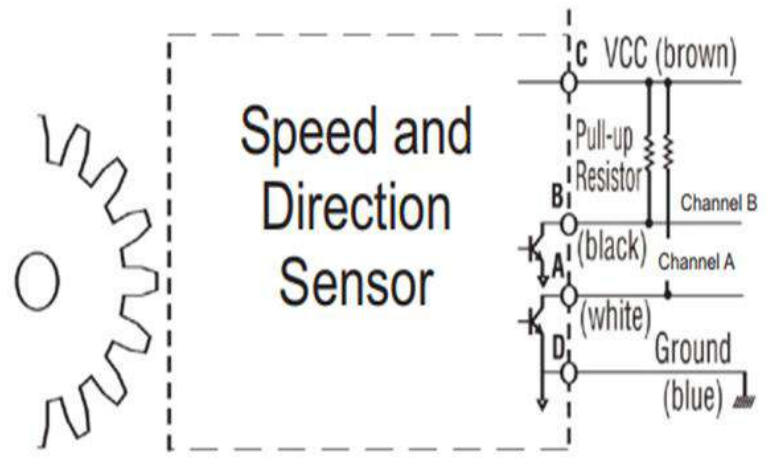 C VCC (brown)
Speed and
Direction
Sensor
Pull-up
Resistor
B
Channel B
(black)
A
Channel A
(white)
D
Ground
(blue)